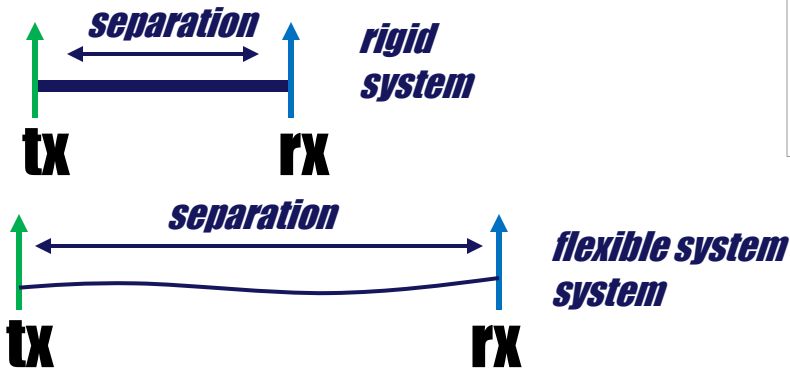 separation
rigid
system
tx
rx
separation
flexible system
system
tx
rx